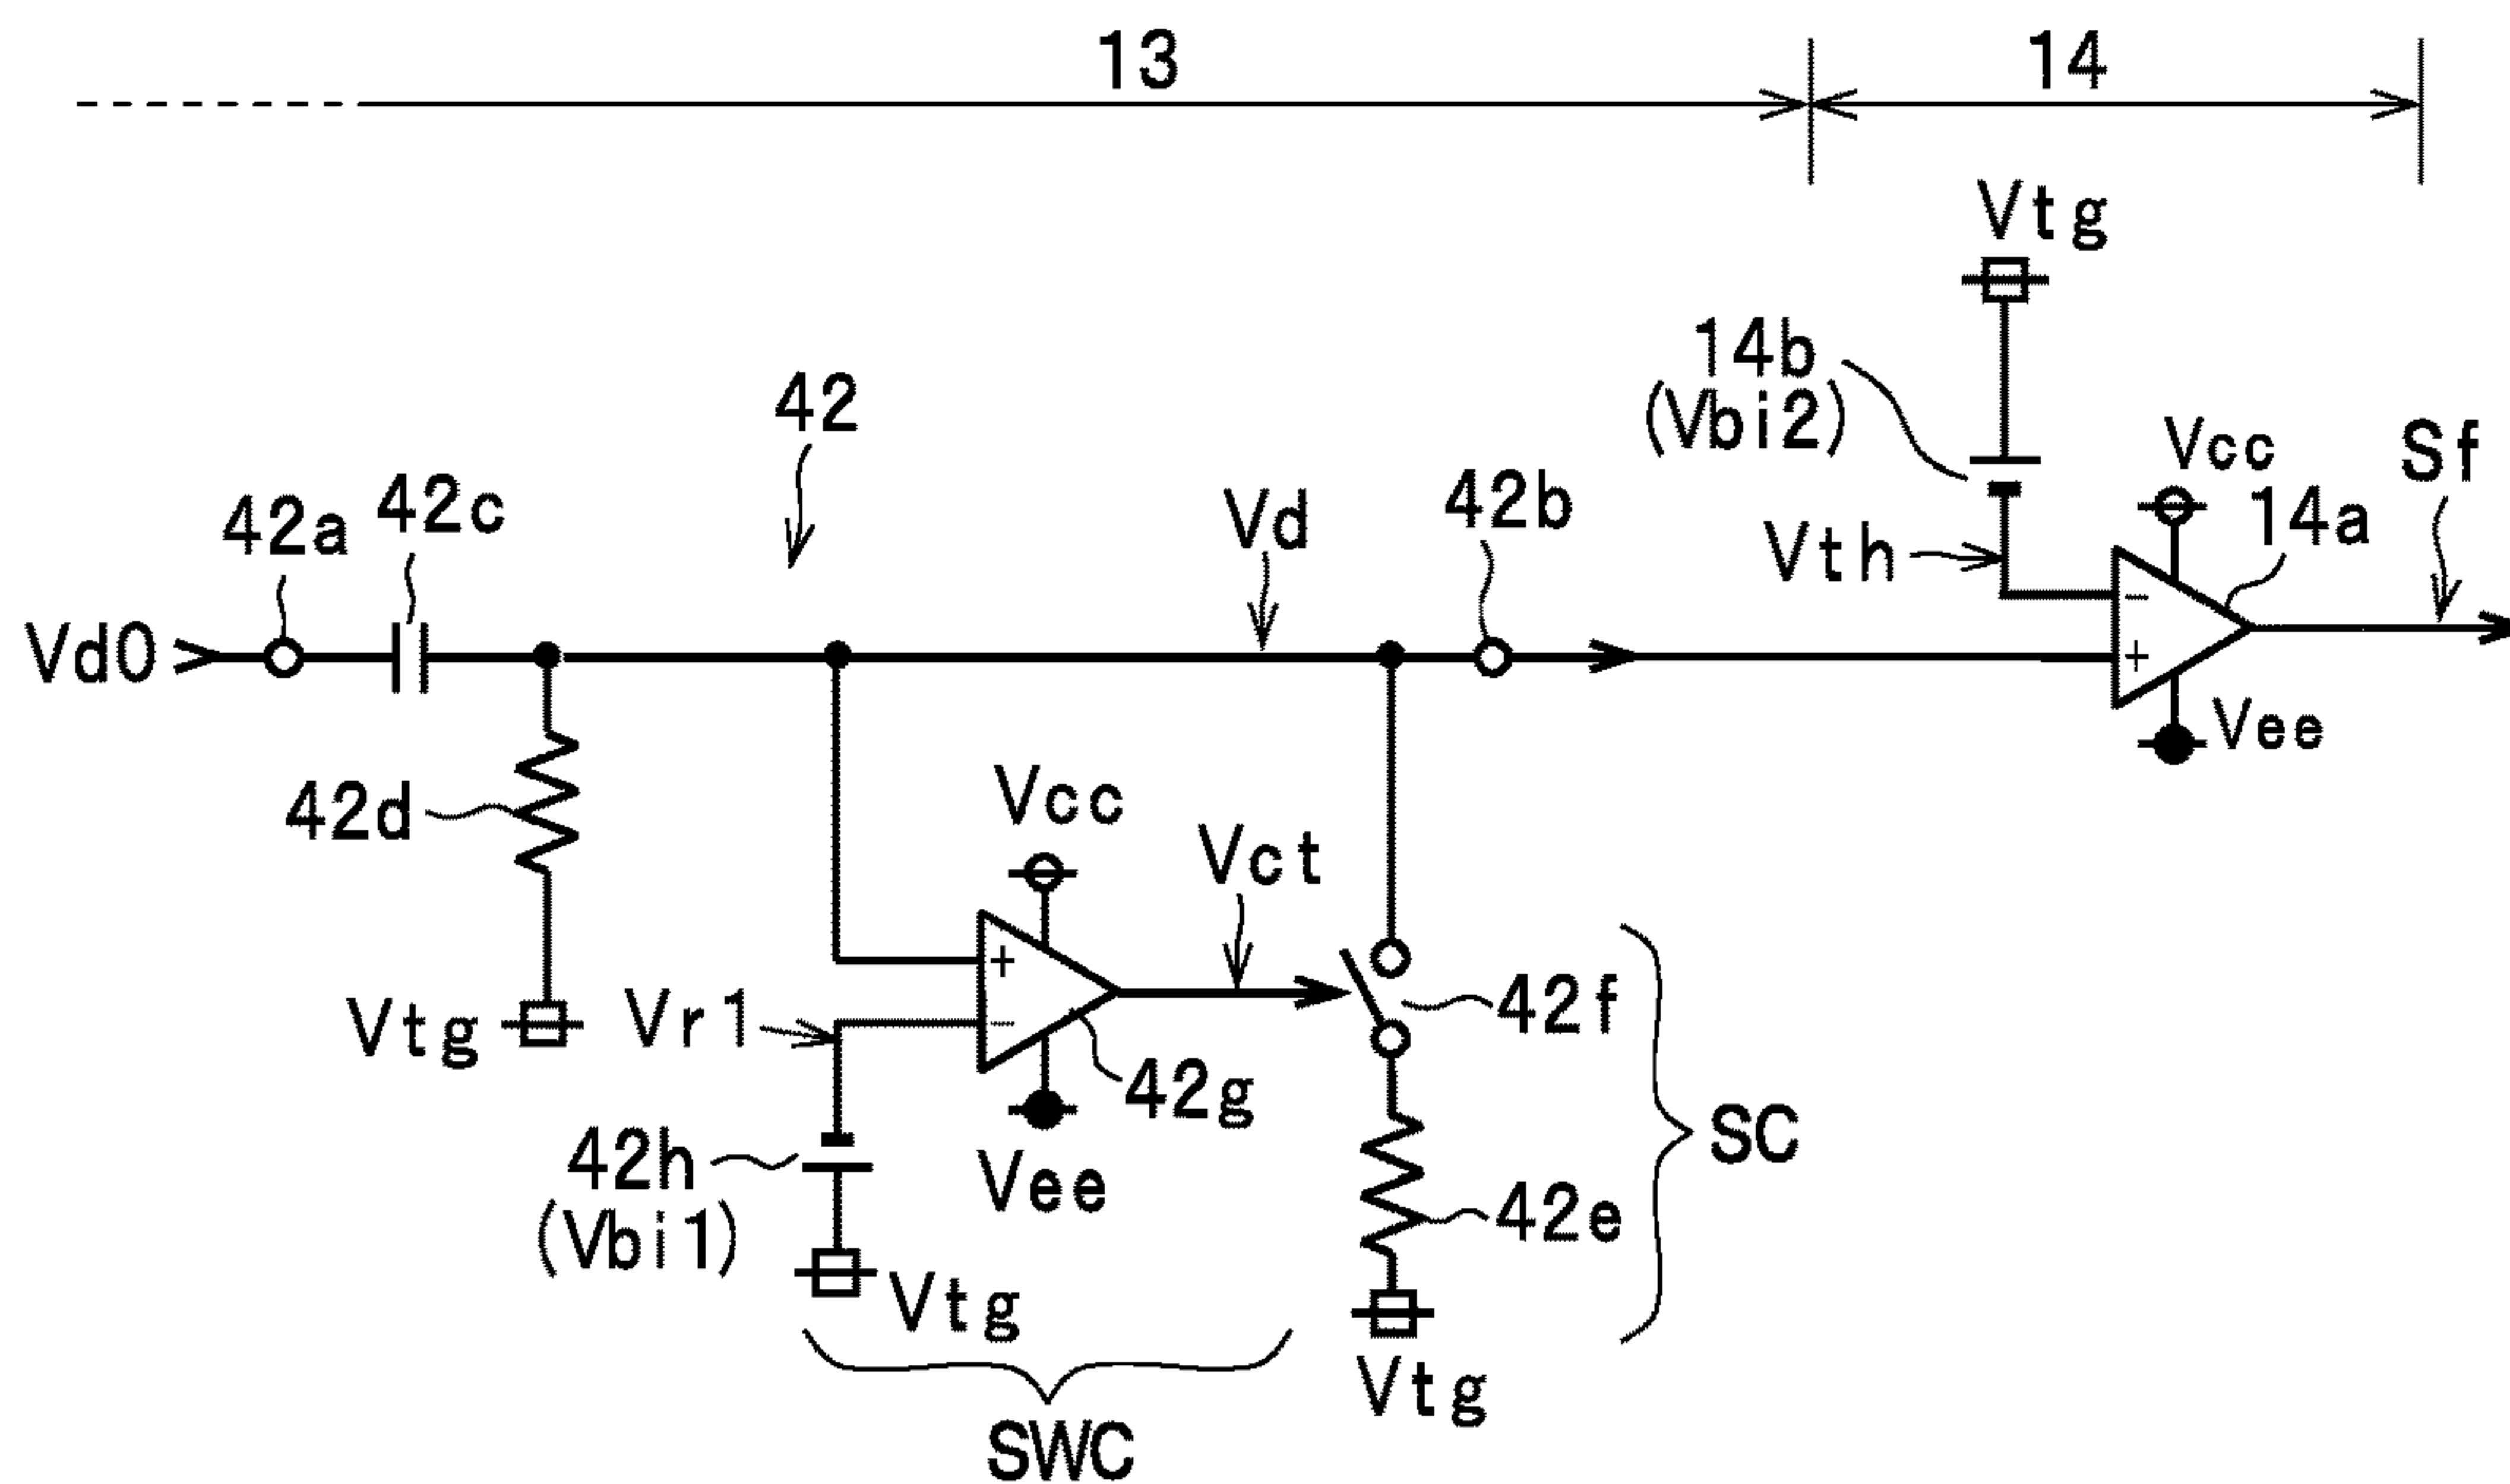 13
14
Vtg
14b
(Vbi2)
42
Vcc
Sf
42a
42c
Vd
42b
14a
Vth
Vd0
−
+
Vee
42d
Vcc
Vct
+
Vtg
Vr1
−
42f
42g
42h
(Vbi1)
Vee
SC
42e
Vtg
Vtg
SWC